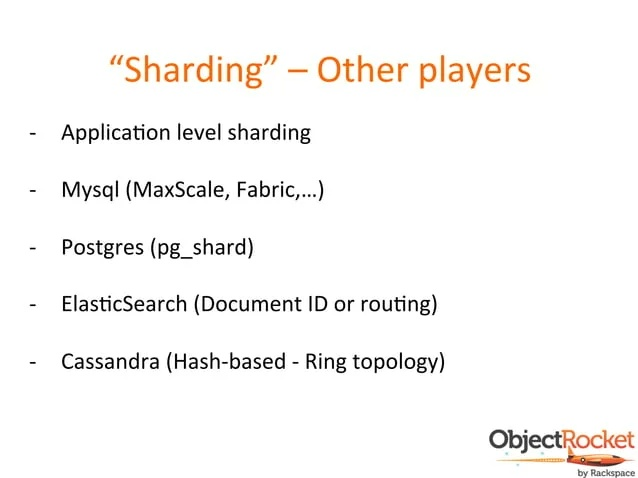 “Sharding” – Other players
- Application level sharding
- Mysql (MaxScale, Fabric,...)
- Postgres (pg_shard)
- ElasticSearch (Document ID or routing)
- Cassandra (Hash-based - Ring topology)
ObjectRocket
by Rackspace